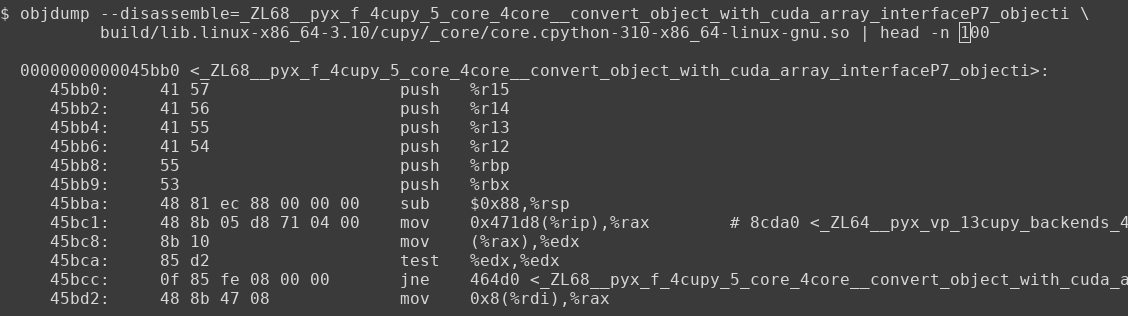 $ objdump --disassemble=_ZL68__pyx_f_4cupy_5_core_4core__convert_object_with_cuda_array_interfaceP7_objecti \
build/lib.linux-x86_64-3.10/cupy/_core/core.cpython-310-x86_64-linux-gnu.so | head -n 100
0000000000045bb0 <_ZL68__pyx_f_4cupy_5_core_4core__convert_object_with_cuda_array_interfaceP7_objecti>:
45bb0: 41 57 push %r15
45bb2: 41 56 push %r14
45bb4: 41 55 push %r13
45bb6: 41 54 push %r12
45bb8: 55 push %rbp
45bb9: 53 push %rbx
45bba: 48 81 ec 88 00 00 00 sub $0x88,%rsp
45bc1: 48 8b 05 d8 71 04 00 mov 0x471d8(%rip),%rax # 8cda0 <_ZL64__pyx_vp_13cupy_backends_4
45bc8: 8b 10 mov (%rax),%edx
45bca: 85 d2 test %edx,%edx
45bcc: 0f 85 fe 08 00 00 jne 464d0 <_ZL68__pyx_f_4cupy_5_core_4core__convert_object_with_cuda_a
45bd2: 48 8b 47 08 mov 0x8(%rdi),%rax